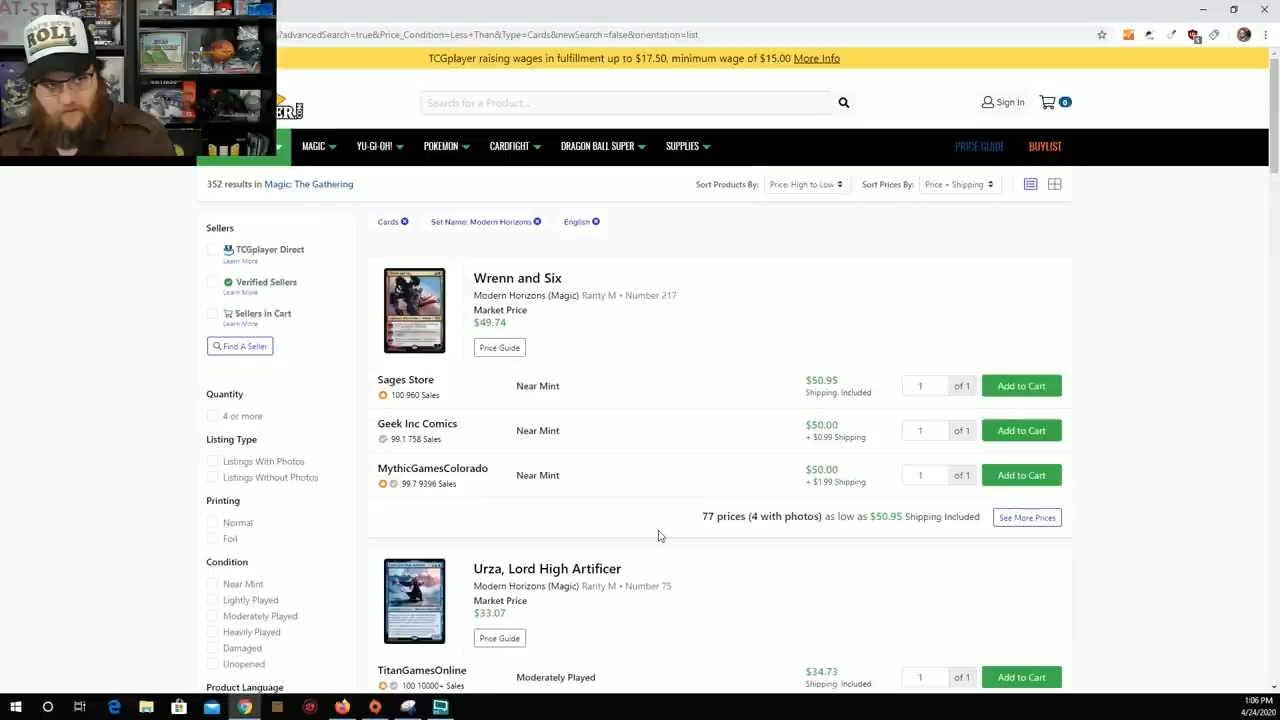 ROLL
?advancedSearch=true&Price_Condition=Less+Than&Type=Cards&newSearch=false&orientation=list
TCGplayer raising wages in fulfillment up to $17.50, minimum wage of $15.00 More Info
Search for a Product...
Sign In
0
MAGIC
YU-GI-OH!
POKEMON
CARDFIGHT
DRAGON BALL SUPER
SUPPLIES
PRICE GUIDE
BUYLIST
352 results in Magic: The Gathering
Sort Products By: Price: High to Low
Sort Prices By: Price + Shipping
Cards
Set Name: Modern Horizons
English
Sellers
TCGplayer Direct
Learn More
Verified Sellers
Learn More
Sellers in Cart
Learn More
Find A Seller
Quantity
4 or more
Listing Type
Listings With Photos
Listings Without Photos
Printing
Normal
Foil
Condition
Near Mint
Lightly Played
Moderately Played
Heavily Played
Damaged
Unopened
Product Language
Wrenn and Six
Modern Horizons (Magic) Rarity M • Number 217
Market Price
$49.74
Price Guide
Sages Store
100 960 Sales
Near Mint
$50.95
Shipping: Included
1 of 1
Add to Cart
Geek Inc Comics
99.1 758 Sales
Near Mint
$50.00
+ $0.99 Shipping
1 of 1
Add to Cart
MythicGamesColorado
99.7 9396 Sales
Near Mint
$50.00
+ $1.99 Shipping
1 of 1
Add to Cart
77 prices (4 with photos) as low as $50.95 Shipping Included
See More Prices
Urza, Lord High Artificer
Modern Horizons (Magic) Rarity M • Number 75
Market Price
$33.07
Price Guide
TitanGamesOnline
100 10000+ Sales
Moderately Played
$34.73
Shipping: Included
1 of 1
Add to Cart
1:06 PM
4/24/2020